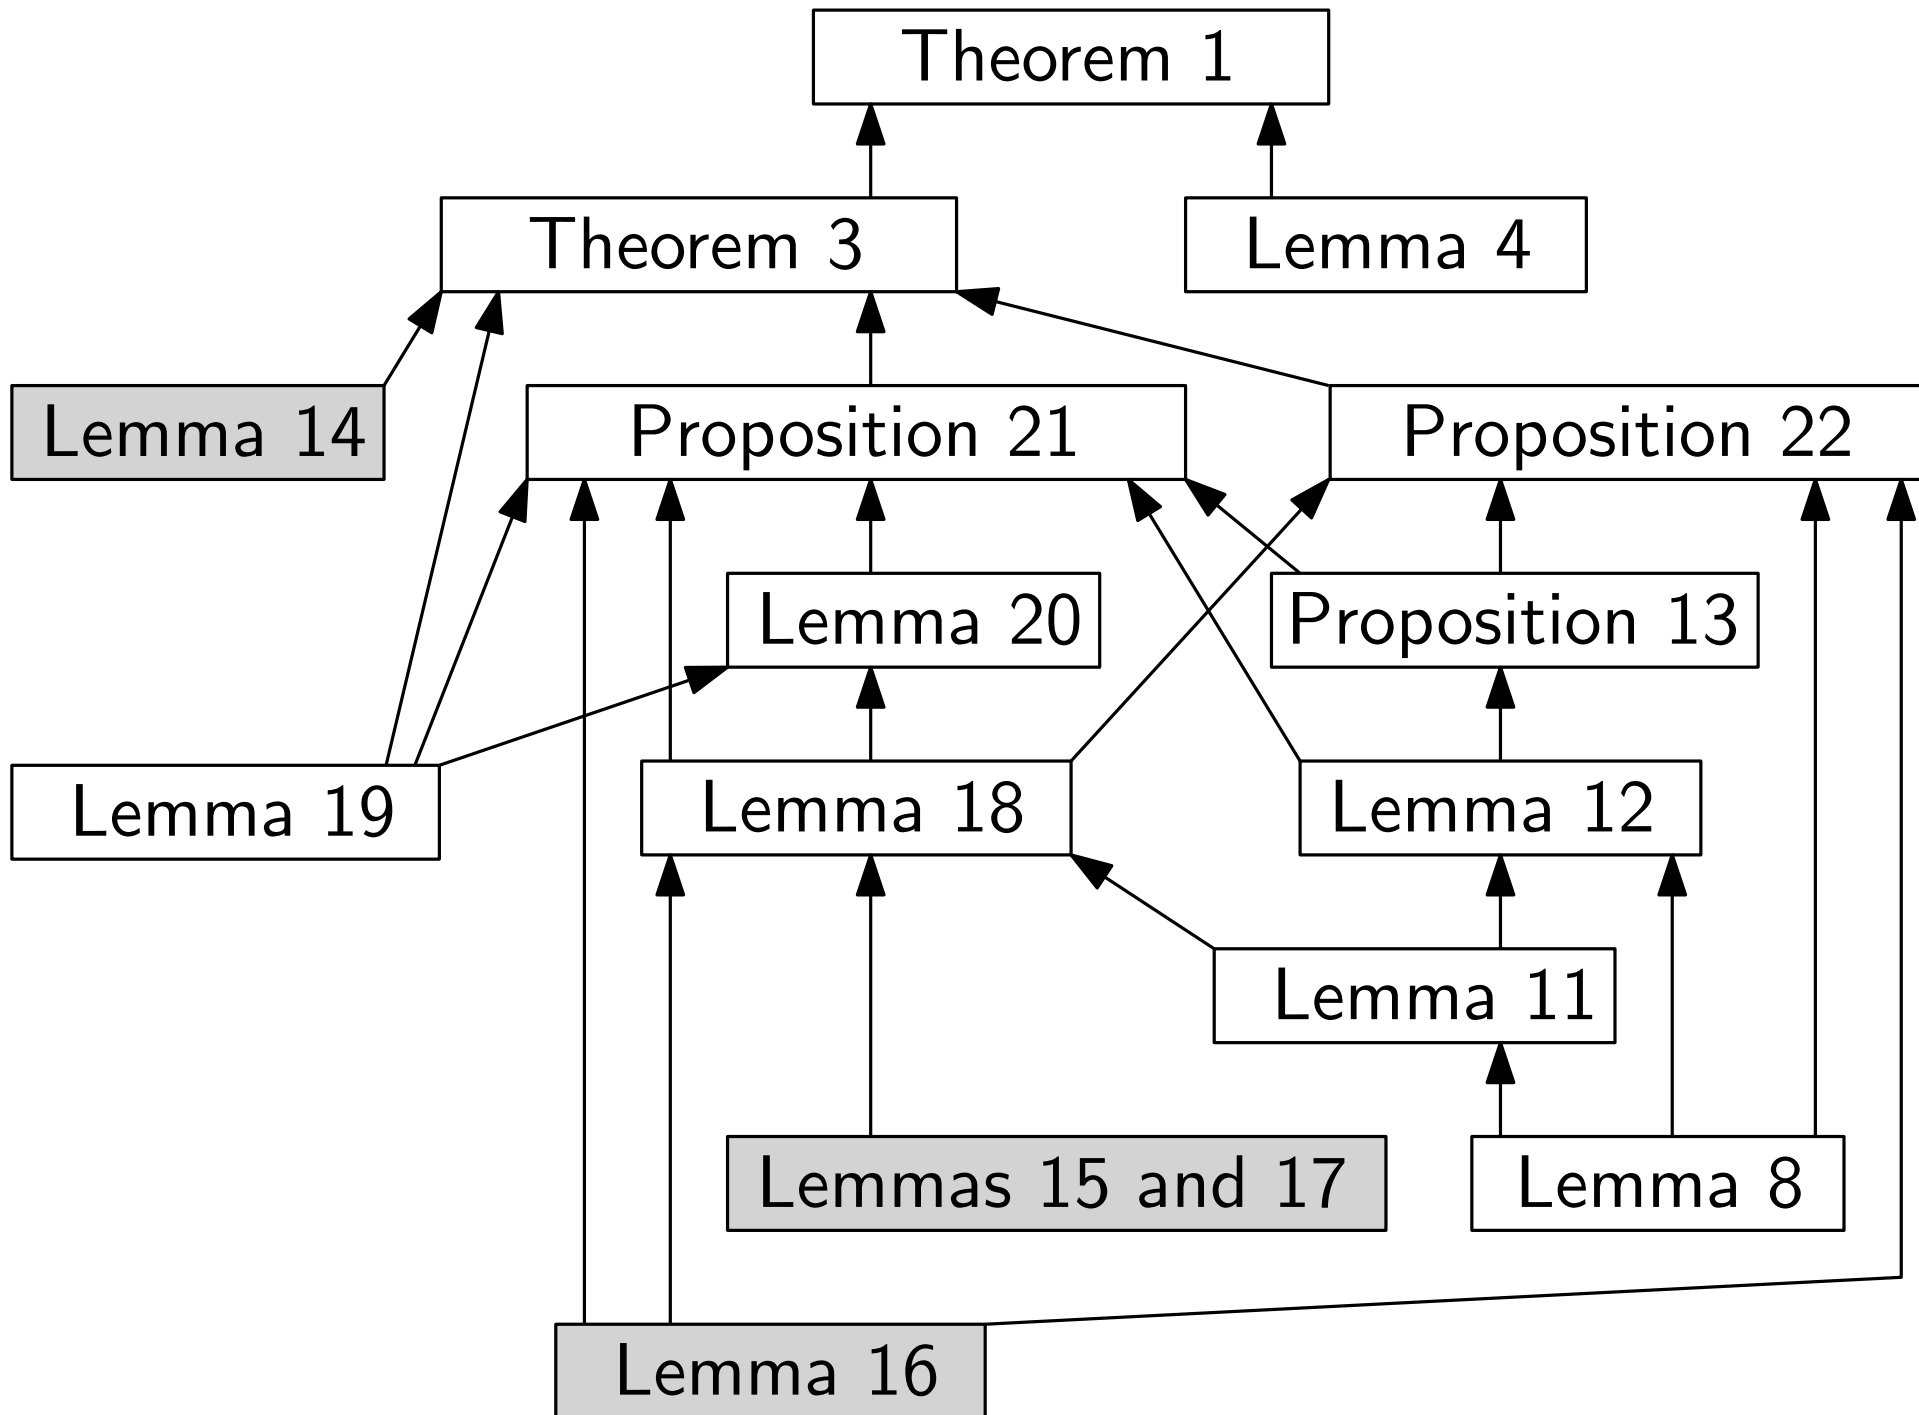 Theorem 1
Theorem 3
Lemma 4
Lemma 14
Proposition 21
Proposition 22
Lemma 20
Proposition 13
Lemma 19
Lemma 18
Lemma 12
Lemma 11
Lemmas 15 and 17
Lemma 8
Lemma 16